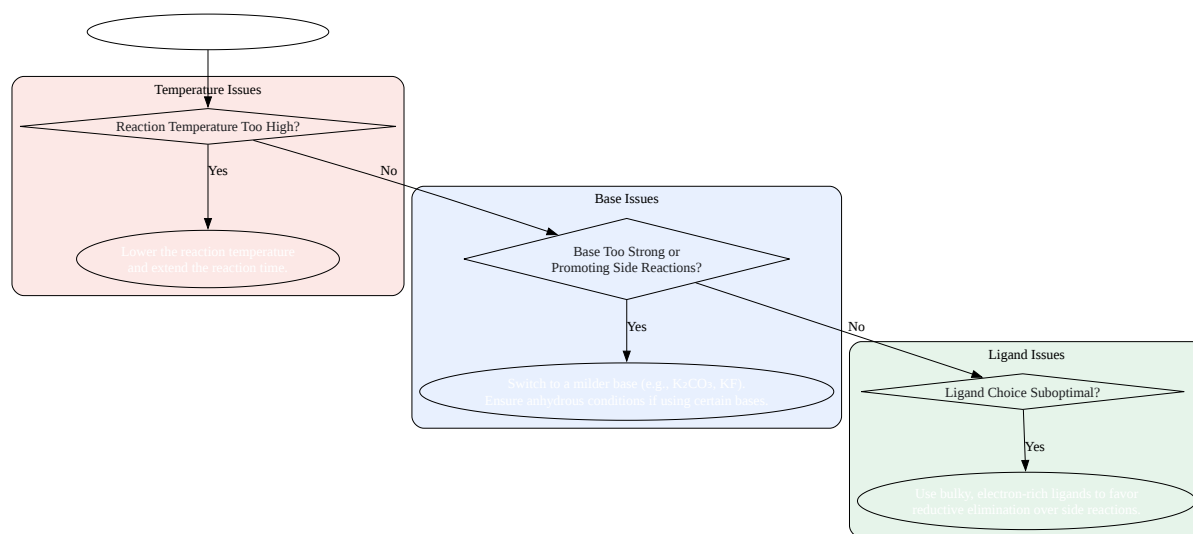 Temperature Issues
Reaction Temperature Too High?
Yes
No
Lower the reaction temperature
and extend the reaction time.
Base Issues
Base Too Strong or
Promoting Side Reactions?
Yes
No
Switch to a milder base (e.g., K₂CO₃, KF).
Ensure anhydrous conditions if using certain bases.
Ligand Issues
Ligand Choice Suboptimal?
Yes
Use bulky, electron-rich ligands to favor
reductive elimination over side reactions.